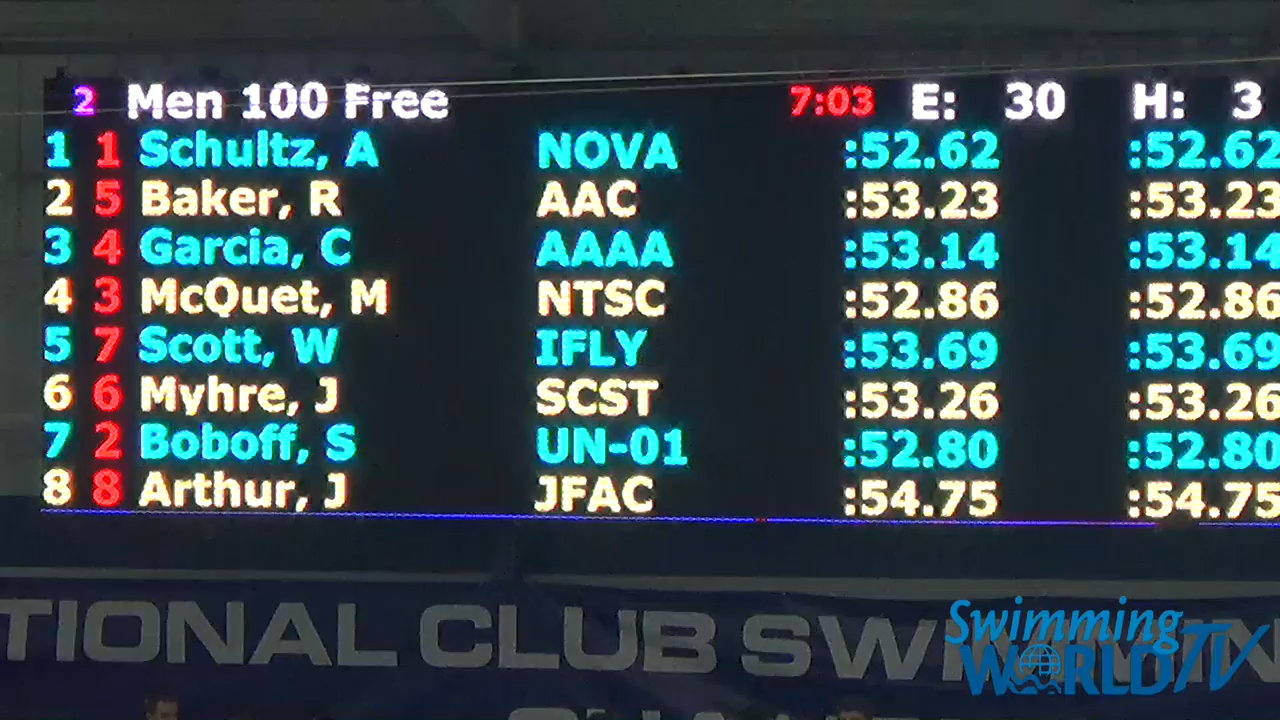 2 Men 100 Free 7:03 E: 30 H: 3
1 1 Schultz, A NOVA :52.62 :52.62
2 5 Baker, R AAC :53.23 :53.23
3 4 Garcia, C AAAA :53.14 :53.14
4 3 McQuet, M NTSC :52.86 :52.86
5 7 Scott, W IFLY :53.69 :53.69
6 6 Myhre, J SCST :53.26 :53.26
7 2 Boboff, S UN-01 :52.80 :52.80
8 8 Arthur, J JFAC :54.75 :54.75
TIONAL CLUB SW
Swimming
WORLD TV